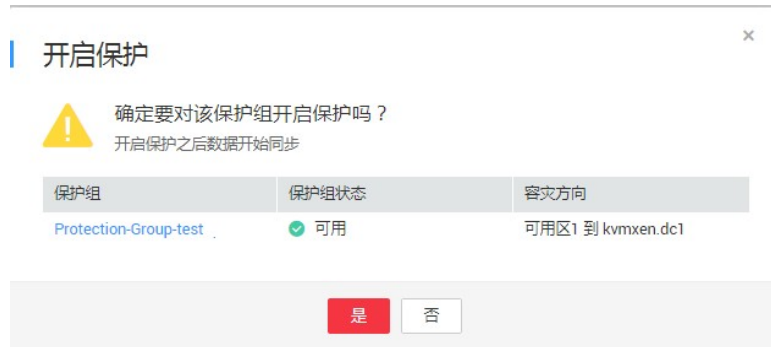 ×
开启保护
确定要对该保护组开启保护吗？
开启保护之后数据开始同步
保护组 保护组状态 容灾方向
Protection-Group-test 可用 可用区1 到 kvmxen.dc1
是 否